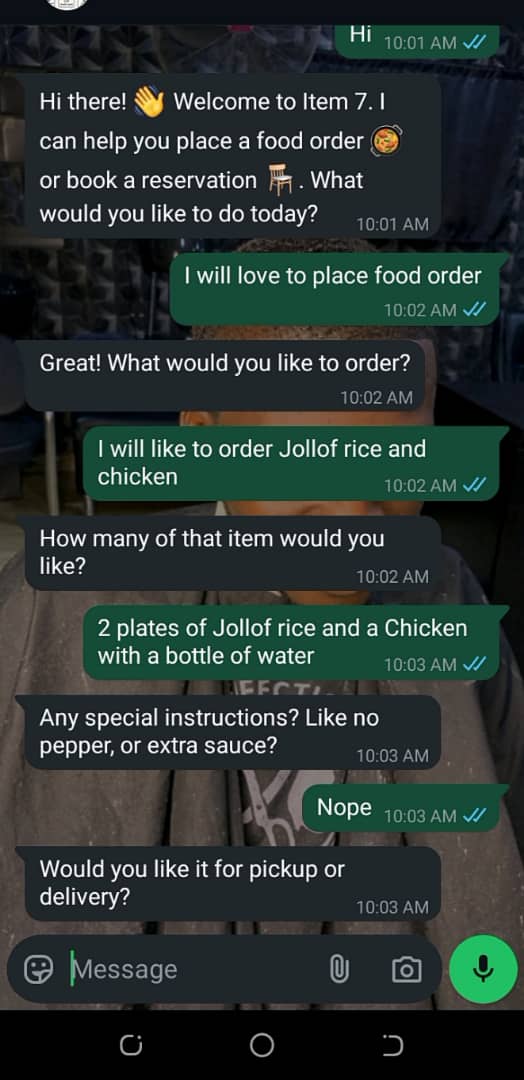 Hi 10:01 AM
Hi there! 👋 Welcome to Item 7. I
can help you place a food order 🥘
or book a reservation 🪑. What
would you like to do today? 10:01 AM
I will love to place food order
10:02 AM
Great! What would you like to order?
10:02 AM
I will like to order Jollof rice and
chicken 10:02 AM
How many of that item would you
like? 10:02 AM
2 plates of Jollof rice and a Chicken
with a bottle of water 10:03 AM
Any special instructions? Like no
pepper, or extra sauce? 10:03 AM
Nope 10:03 AM
Would you like it for pickup or
delivery? 10:03 AM
Message